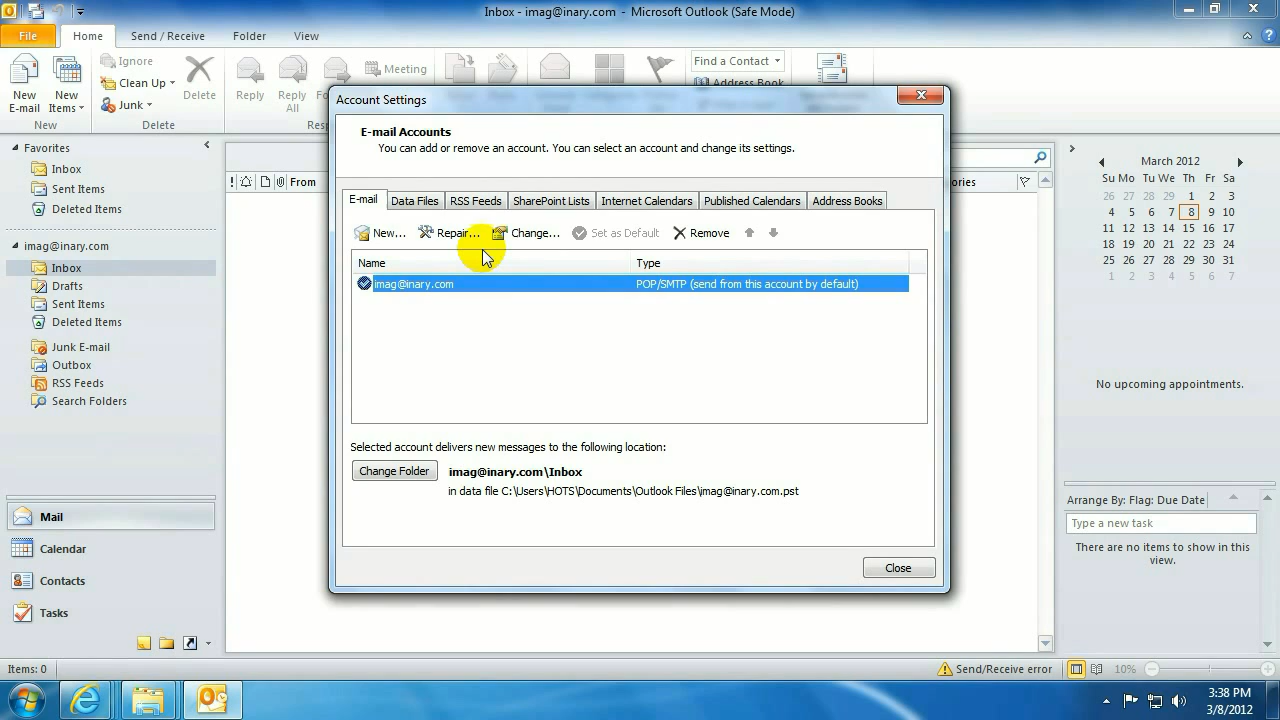 Inbox - imag@inary.com - Microsoft Outlook (Safe Mode)
File Home Send / Receive Folder View
New E-mail
New Items
New
Ignore
Clean Up
Junk
Delete
Delete
Reply
Reply All
Meeting
Find a Contact
Address Book
Favorites
Inbox
Sent Items
Deleted Items
imag@inary.com
Inbox
Drafts
Sent Items
Deleted Items
Junk E-mail
Outbox
RSS Feeds
Search Folders
Mail
Calendar
Contacts
Tasks
! From
Account Settings
E-mail Accounts
You can add or remove an account. You can select an account and change its settings.
E-mail Data Files RSS Feeds SharePoint Lists Internet Calendars Published Calendars Address Books
New... Repair... Change... Set as Default Remove
Name Type
imag@inary.com POP/SMTP (send from this account by default)
Selected account delivers new messages to the following location:
Change Folder imag@inary.com\Inbox
in data file C:\Users\HOTS\Documents\Outlook Files\imag@inary.com.pst
Close
March 2012
Su Mo Tu We Th Fr Sa
26 27 28 29 1 2 3
4 5 6 7 8 9 10
11 12 13 14 15 16 17
18 19 20 21 22 23 24
25 26 27 28 29 30 31
1 2 3 4 5 6 7
No upcoming appointments.
Arrange By: Flag: Due Date
Type a new task
There are no items to show in this
view.
Items: 0 Send/Receive error 10%
3:38 PM
3/8/2012